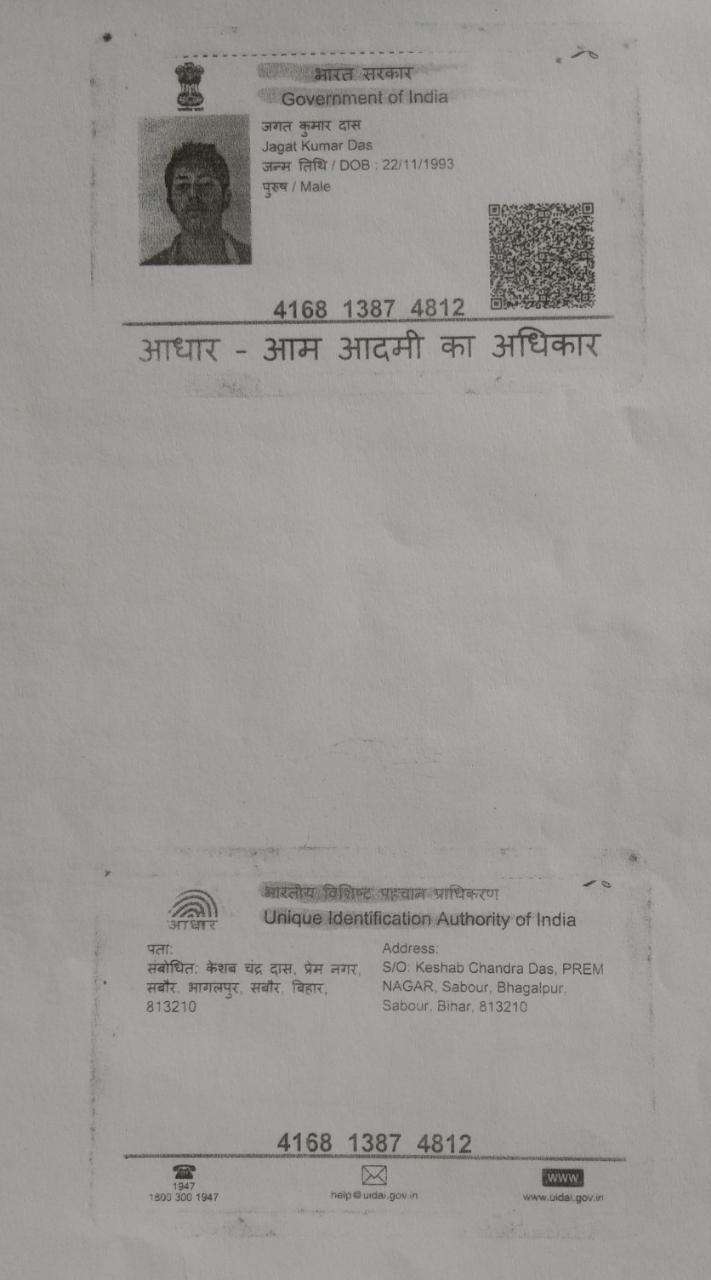 भारत सरकार
Government of India
जगत कुमार दास
Jagat Kumar Das
जन्म तिथि / DOB : 22/11/1993
पुरुष / Male
4168 1387 4812
आधार - आम आदमी का अधिकार
भारतीय विशिष्ट पहचान प्राधिकरण
Unique Identification Authority of India
आधार
पता:
संबोधित: केशब चंद्र दास, प्रेम नगर,
सबौर, भागलपुर, सबौर, बिहार,
813210
Address:
S/O: Keshab Chandra Das, PREM
NAGAR, Sabour, Bhagalpur,
Sabour, Bihar, 813210
4168 1387 4812
1947
1800 300 1947
help@uidai.gov.in
WWW
www.uidai.gov.in